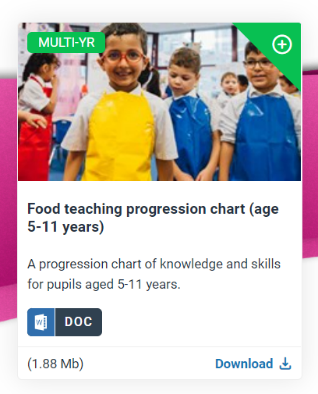 MULTI-YR
Food teaching progression chart (age
5-11 years)
A progression chart of knowledge and skills
for pupils aged 5-11 years.
W DOC
(1.88 Mb) Download